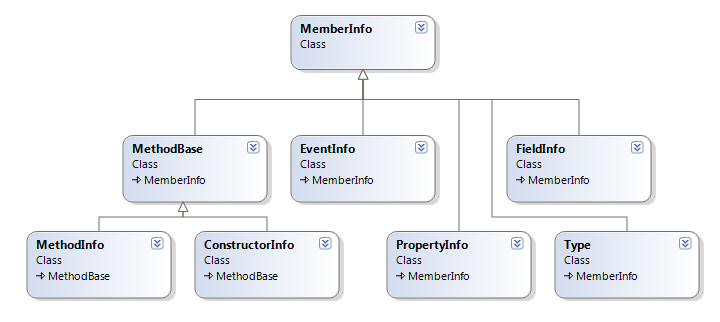 MemberInfo
Class
MethodBase
Class
MemberInfo
EventInfo
Class
MemberInfo
FieldInfo
Class
MemberInfo
MethodInfo
Class
MethodBase
ConstructorInfo
Class
MethodBase
PropertyInfo
Class
MemberInfo
Type
Class
MemberInfo